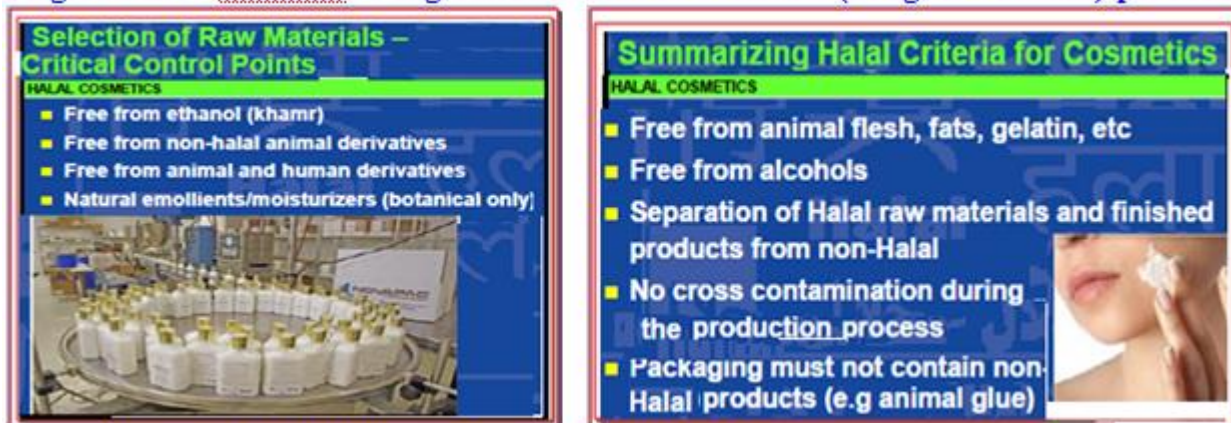 Selection of Raw Materials –
Critical Control Points
HALAL COSMETICS
Free from ethanol (khamr)
Free from non-halal animal derivatives
Free from animal and human derivatives
Natural emollients/moisturizers (botanical only)
Summarizing Halal Criteria for Cosmetics
HALAL COSMETICS
Free from animal flesh, fats, gelatin, etc
Free from alcohols
Separation of Halal raw materials and finished
products from non-Halal
No cross contamination during
the production process
Packaging must not contain non-
Halal products (e.g animal glue)